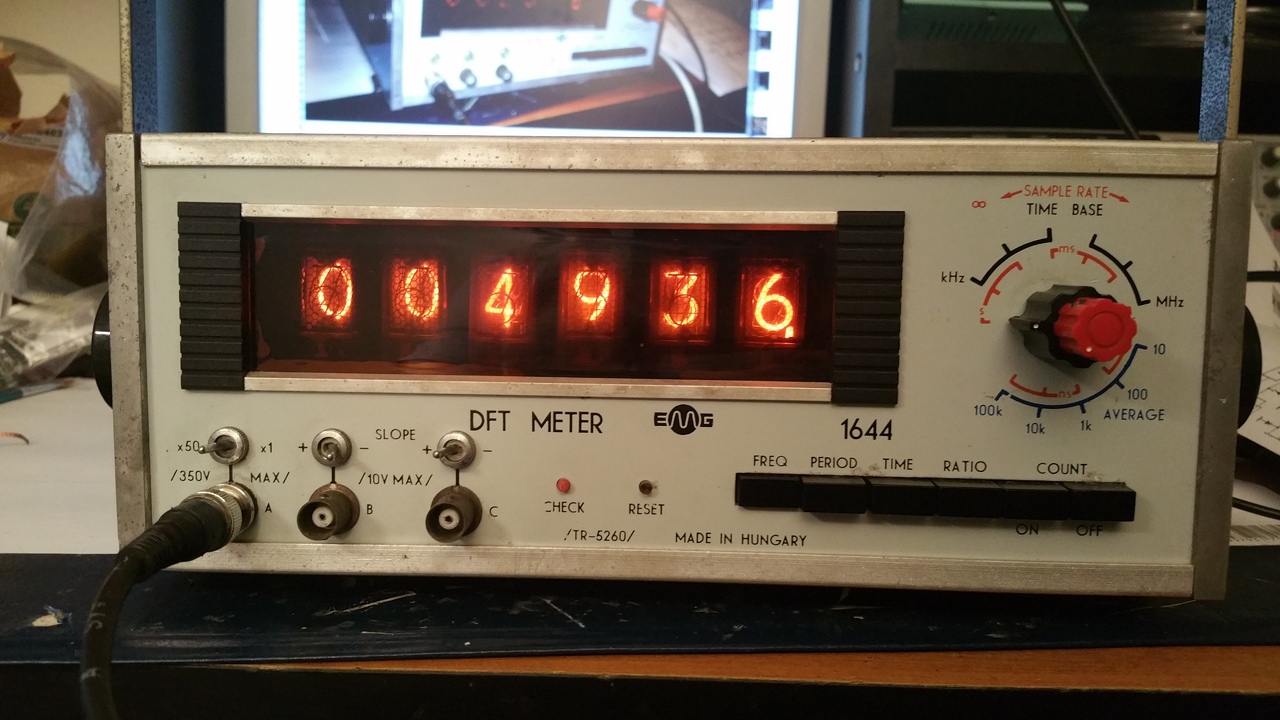 SAMPLE RATE
∞ TIME BASE
ms
kHz
MHz
s
10
ns
100
100k
AVERAGE
10k
1k
004936.
DFT METER
EMG
1644
x50 x1
+ SLOPE -
+ -
/350V MAX/
/10V MAX/
A
B
C
CHECK
RESET
FREQ PERIOD TIME RATIO COUNT
ON OFF
/TR-5260/
MADE IN HUNGARY